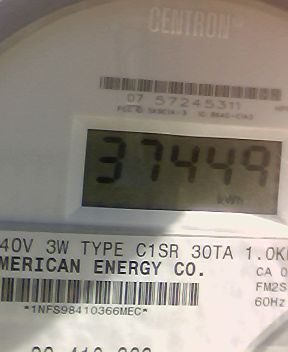 CENTRON®
07 57245311
37449
kWh
40V 3W TYPE C1SR 30TA 1.0K
MERICAN ENERGY CO.
CA 0
FM2S
60Hz
*1NFS98410366MEC*